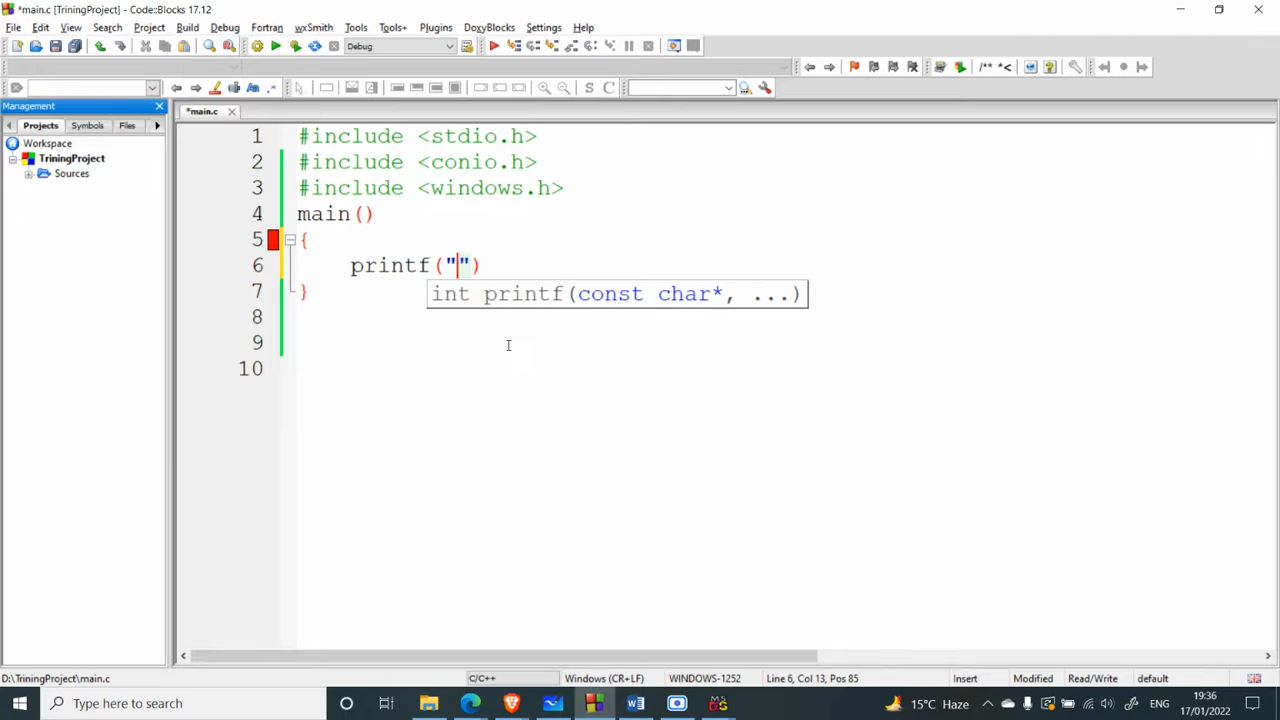 *main.c [TriningProject] - Code::Blocks 17.12
File Edit View Search Project Build Debug Fortran wxSmith Tools Tools+ Plugins DoxyBlocks Settings Help
Debug
/** *<
S C
Management
Projects Symbols Files
Workspace
TriningProject
Sources
*main.c
1 #include <stdio.h>
2 #include <conio.h>
3 #include <windows.h>
4 main()
5 {
6 printf("")
int printf(const char*, ...)
7 }
8
9
10
D:\TriningProject\main.c C/C++ Windows (CR+LF) WINDOWS-1252 Line 6, Col 13, Pos 85 Insert Modified Read/Write default
Type here to search
15°C Haze
ENG
19:36
17/01/2022